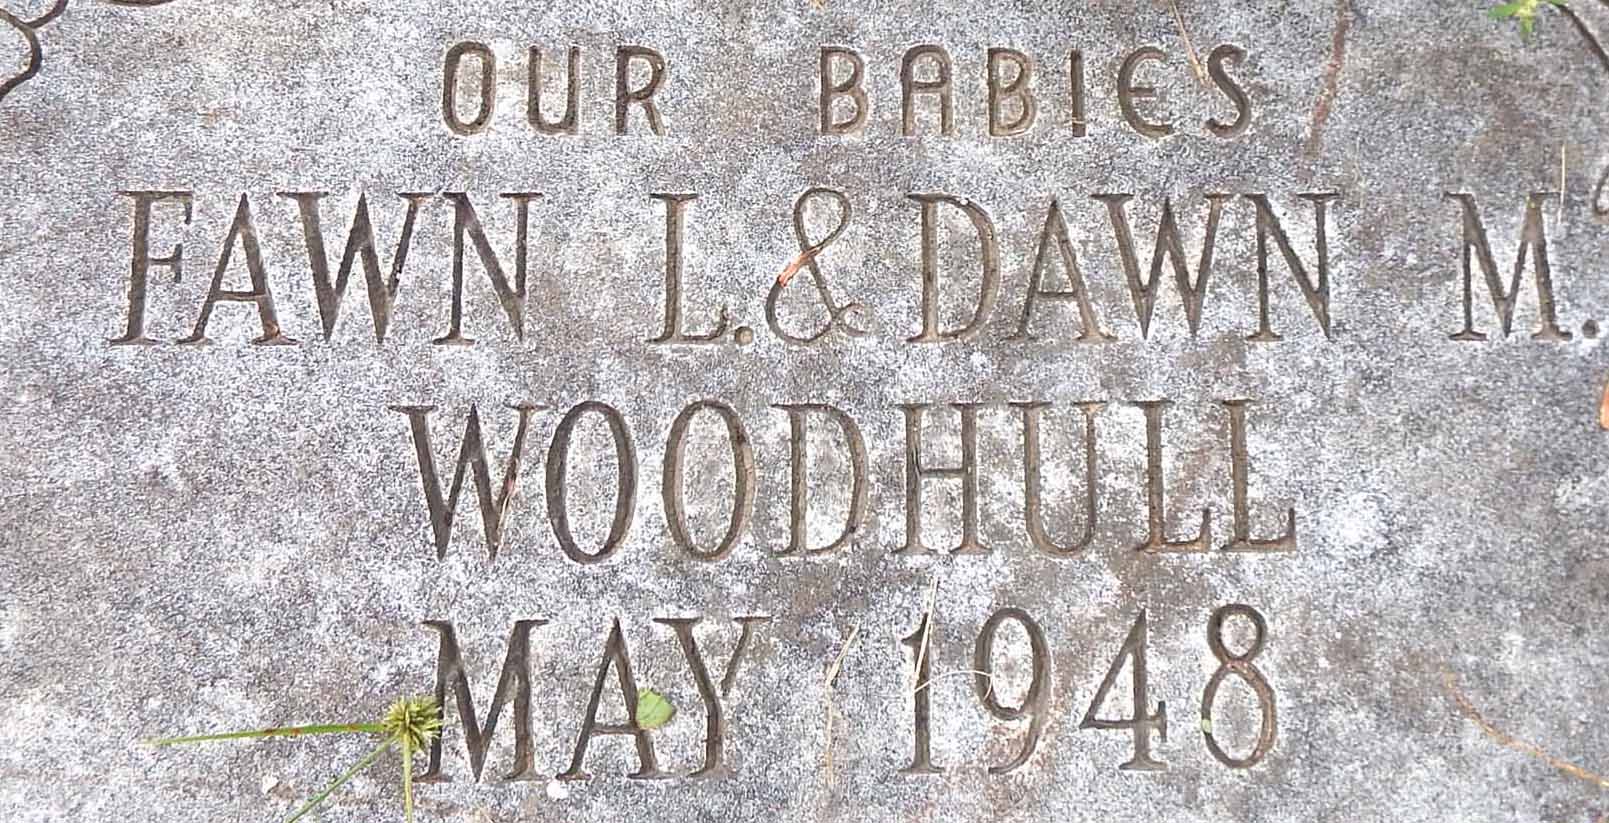 OUR BABIES
FAWN L. & DAWN M.
WOODHULL
MAY 1948